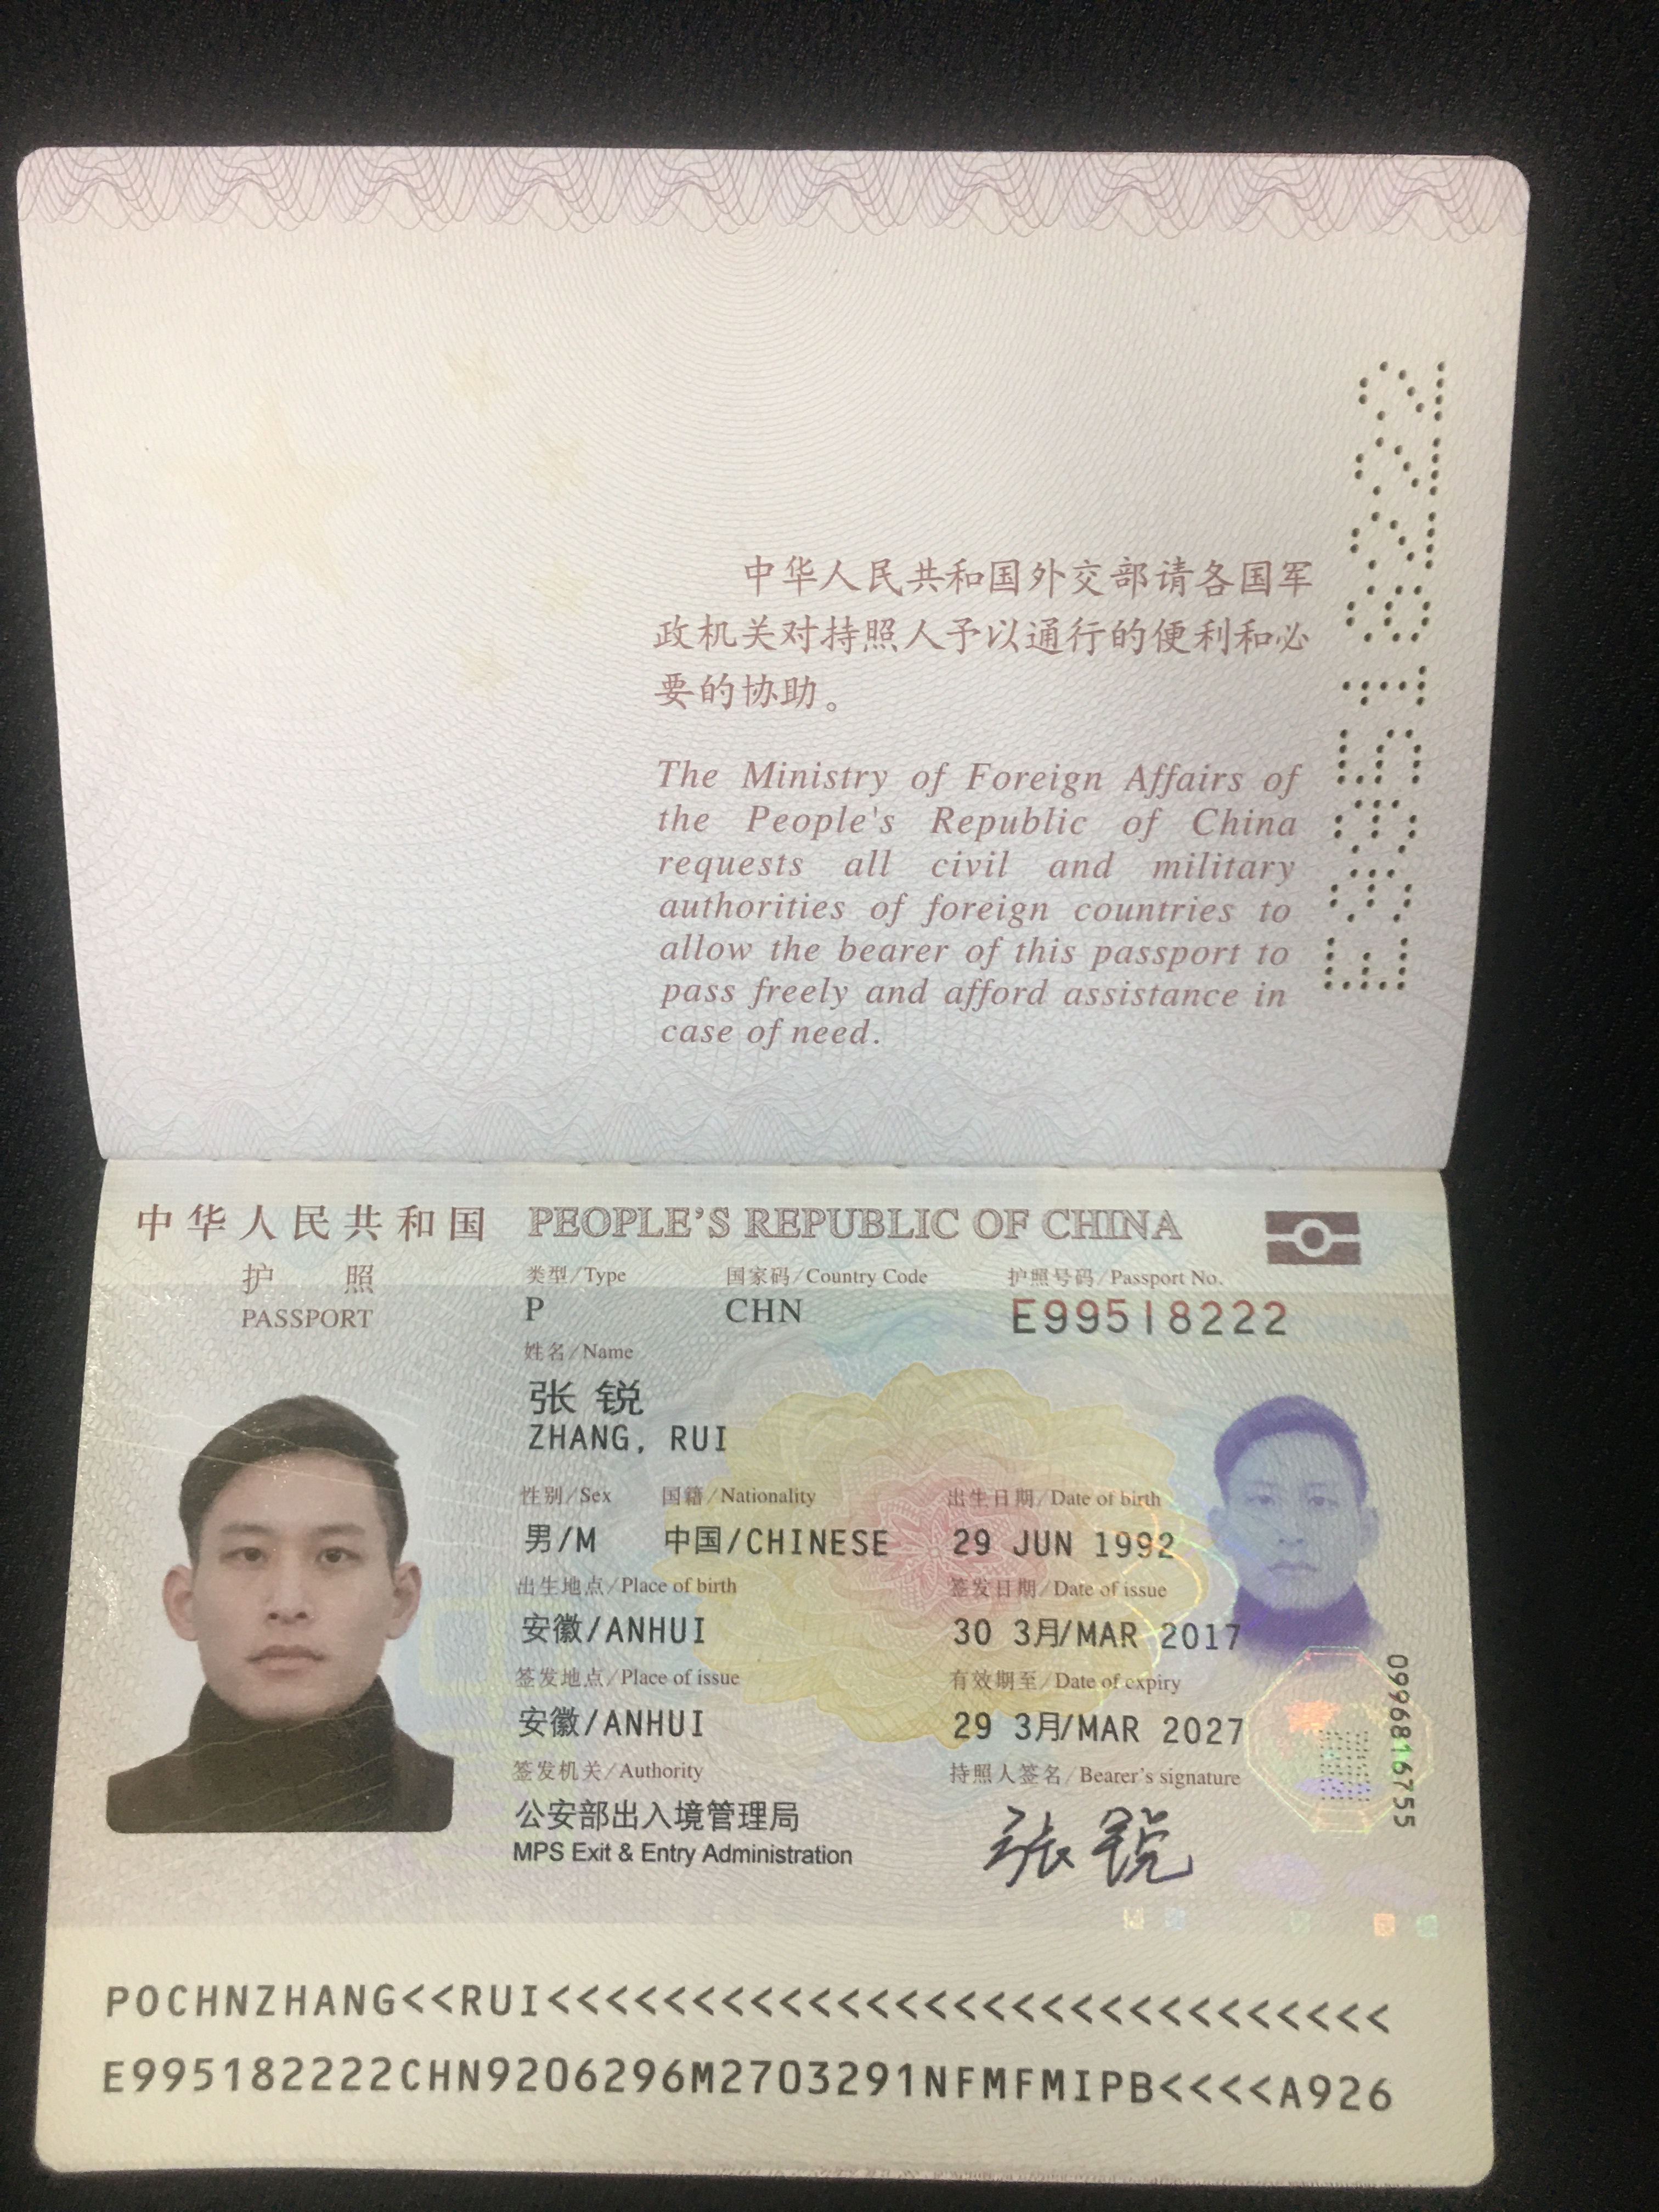 中华人民共和国外交部请各国军
政机关对持照人予以通行的便利和必
要的协助。
The Ministry of Foreign Affairs of
the People's Republic of China
requests all civil and military
authorities of foreign countries to
allow the bearer of this passport to
pass freely and afford assistance in
case of need.
E99518222
中华人民共和国 PEOPLE'S REPUBLIC OF CHINA
护 照
PASSPORT
类型/Type 国家码/Country Code 护照号码/Passport No.
P CHN E99518222
姓名/Name
张锐
ZHANG, RUI
性别/Sex 国籍/Nationality 出生日期/Date of birth
男/M 中国/CHINESE 29 JUN 1992
出生地点/Place of birth 签发日期/Date of issue
安徽/ANHUI 30 3月/MAR 2017
签发地点/Place of issue 有效期至/Date of expiry
安徽/ANHUI 29 3月/MAR 2027
签发机关/Authority 持照人签名/Bearer's signature
公安部出入境管理局
MPS Exit & Entry Administration
张锐
0996816755
POCHNZHANG<<RUI<<<<<<<<<<<<<<<<<<<<<<<<<<<<<
E995182222CHN9206296M2703291NFMFMIPB<<<<A926